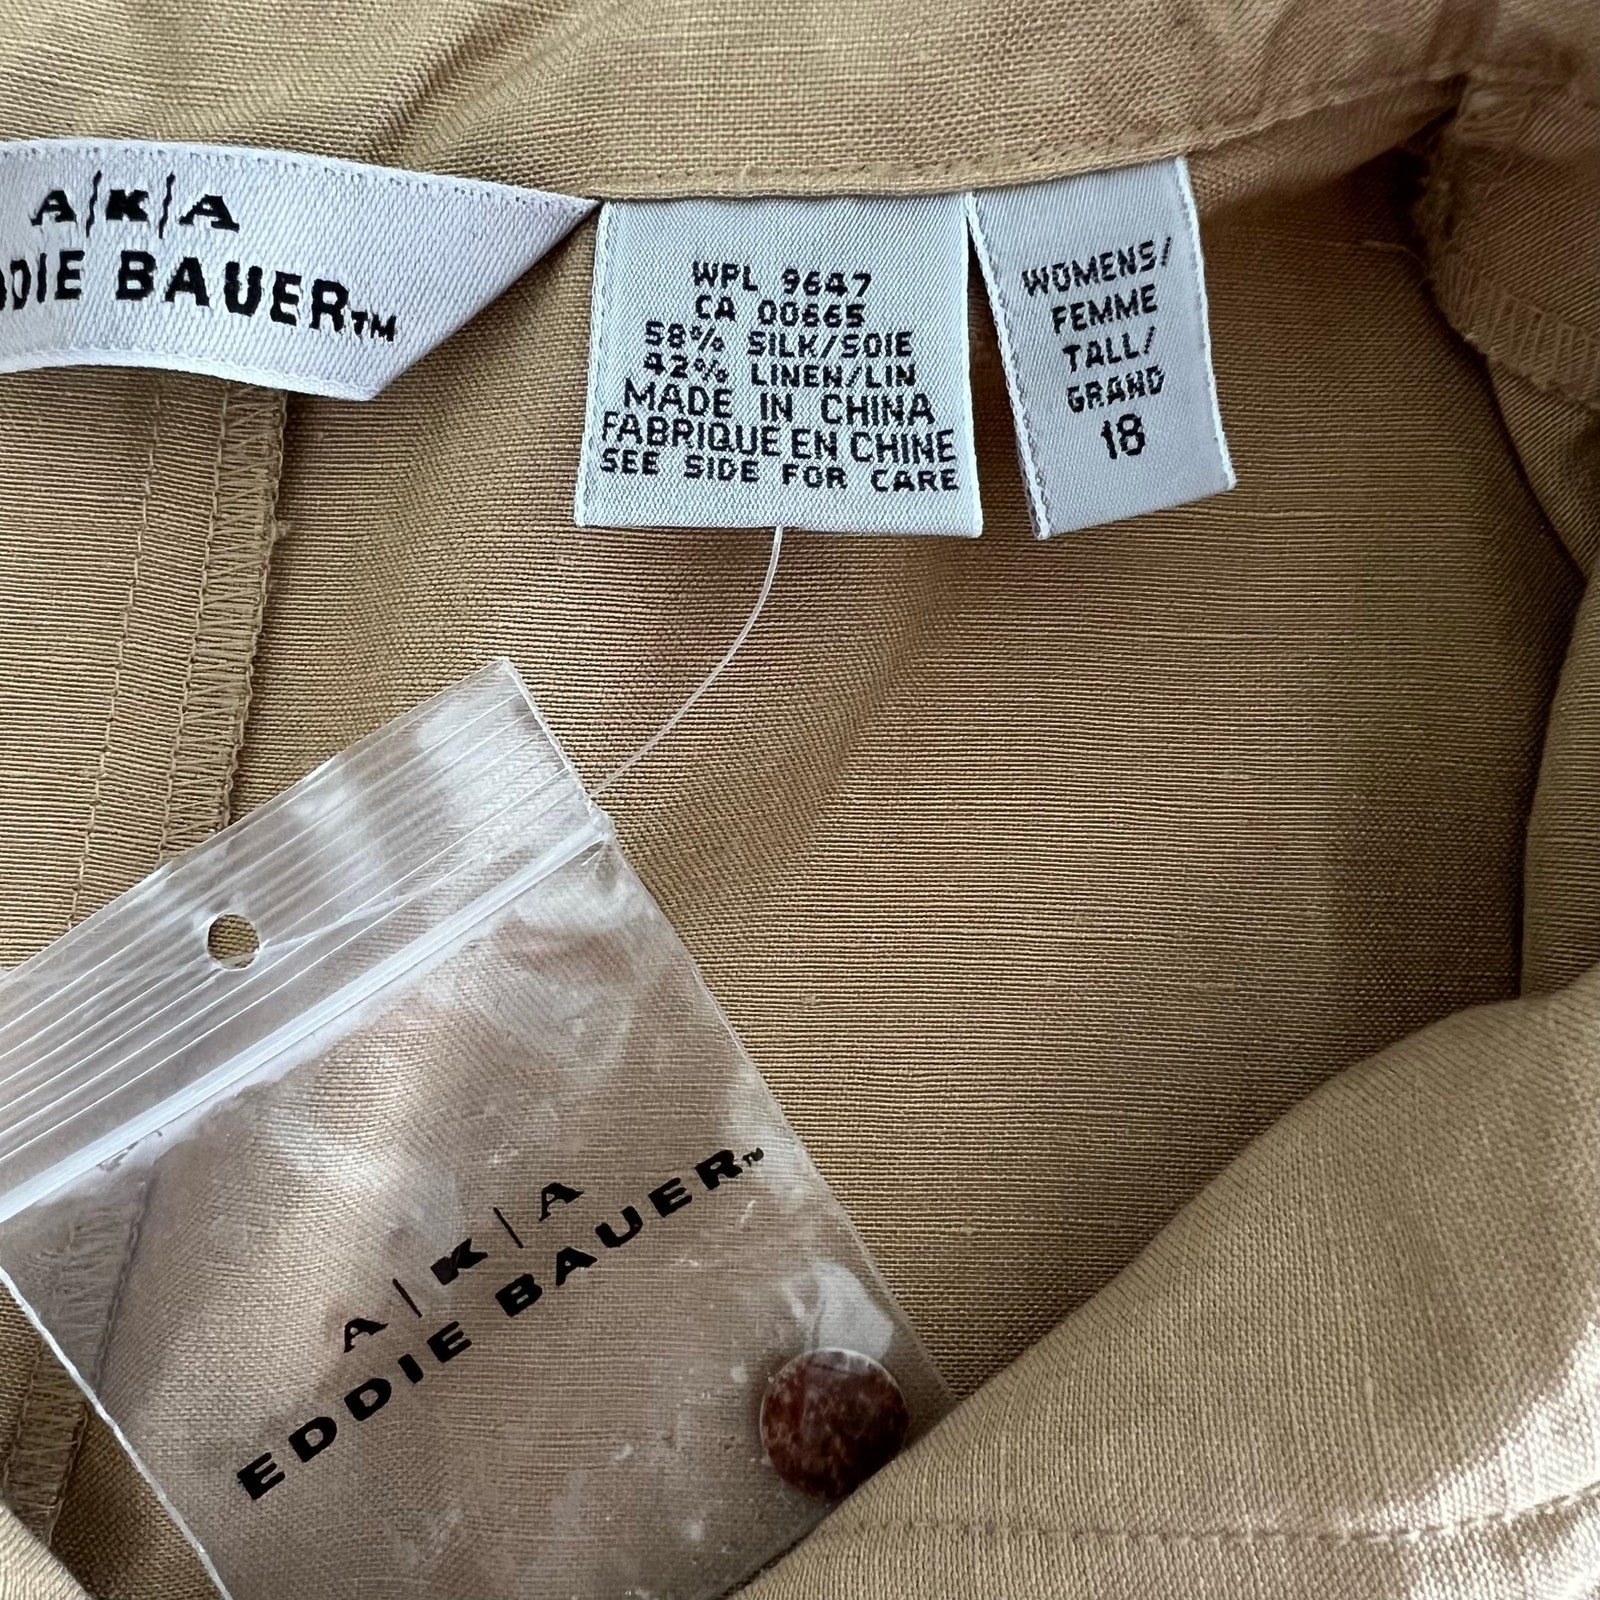 A/K/A
DIE BAUER™
WPL 9647
CA 00665
58% SILK/SOIE
42% LINEN/LIN
MADE IN CHINA
FABRIQUE EN CHINE
SEE SIDE FOR CARE
WOMENS/
FEMME
TALL/
GRAND
18
A|K|A
EDDIE BAUER™